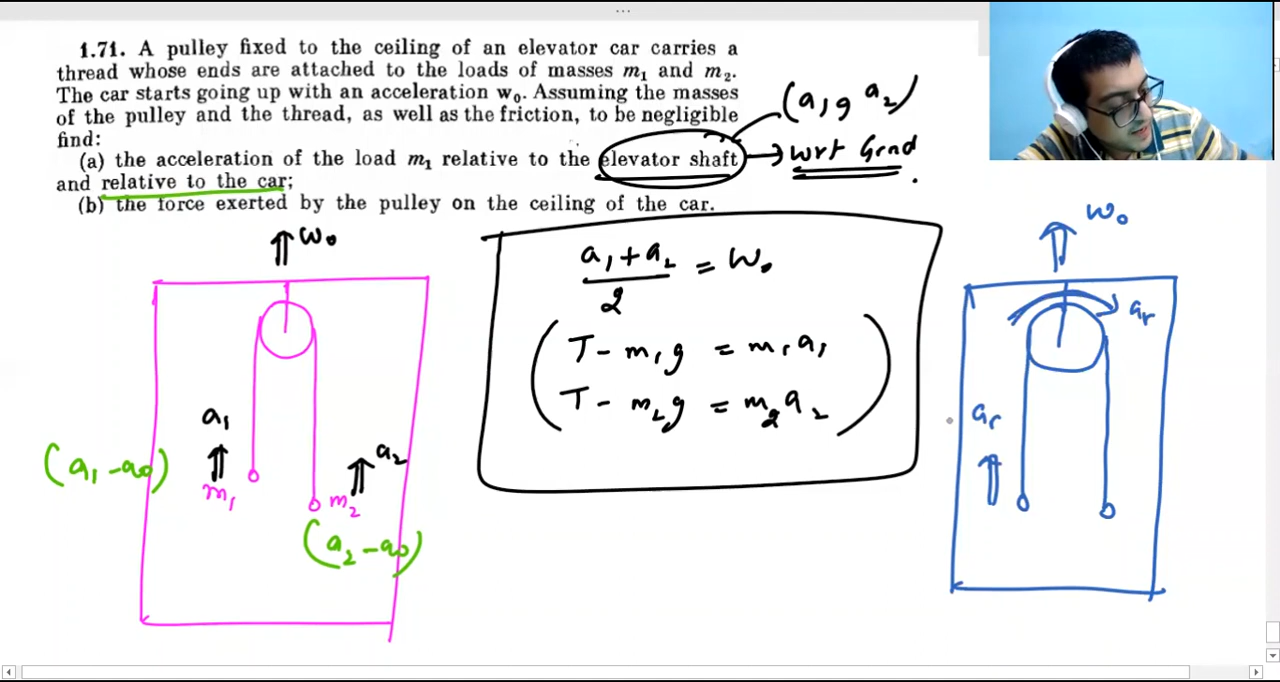 1.71. A pulley fixed to the ceiling of an elevator car carries a
thread whose ends are attached to the loads of masses m₁ and m₂.
The car starts going up with an acceleration w₀. Assuming the masses
of the pulley and the thread, as well as the friction, to be negligible
find:
(a) the acceleration of the load m₁ relative to the elevator shaft
and relative to the car;
(b) the force exerted by the pulley on the ceiling of the car.
(a₁ g a₂)
→ wrt Grnd
w₀
a₁
(a₁ - a₀)
m₁
a₂
m₂
(a₂ - a₀)
a₁ + a₂
2
= w₀
T - m₁g = m₁a₁
T - m₂g = m₂a₂
w₀
ar
ar